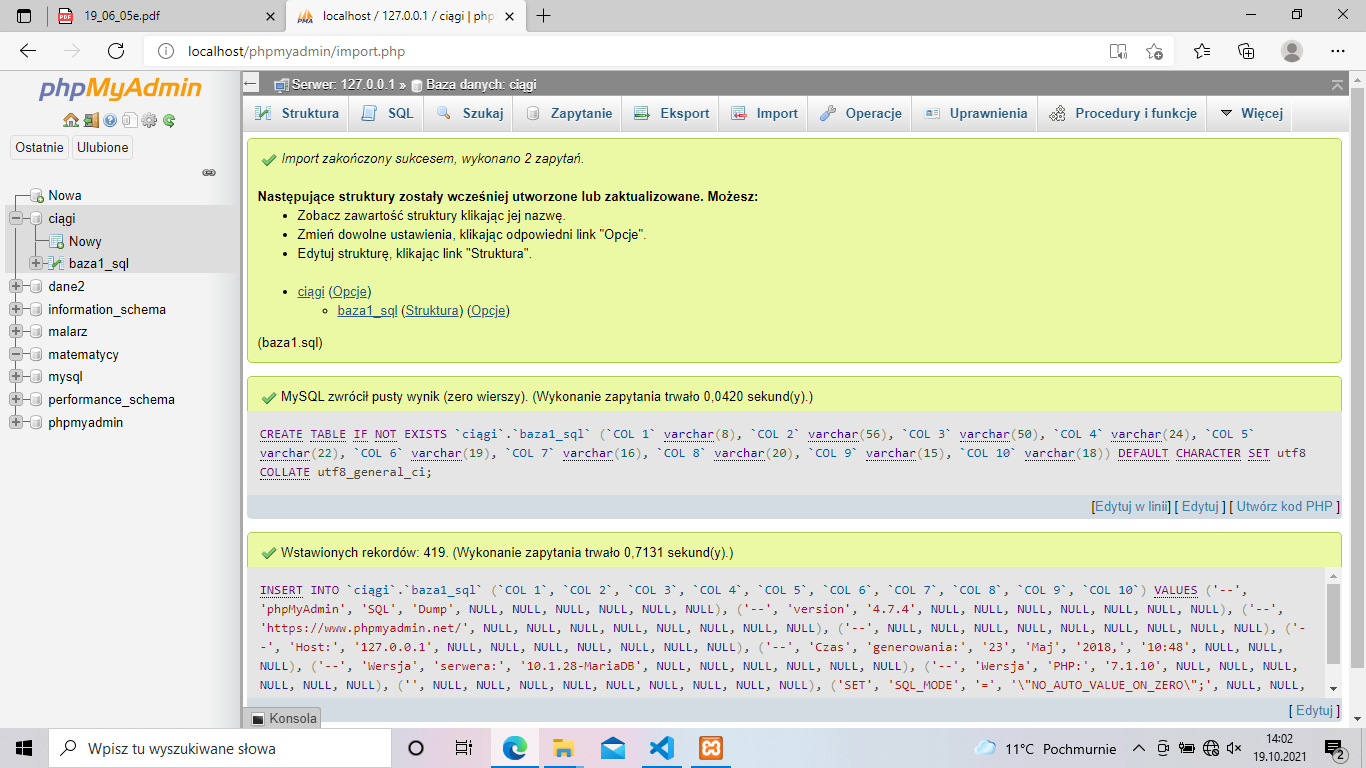 19_06_05e.pdf
localhost / 127.0.0.1 / ciągi | php
localhost/phpmyadmin/import.php
phpMyAdmin
Ostatnie Ulubione
Nowa
ciągi
Nowy
baza1_sql
dane2
information_schema
malarz
matematycy
mysql
performance_schema
phpmyadmin
Serwer: 127.0.0.1 » Baza danych: ciągi
Struktura SQL Szukaj Zapytanie Eksport Import Operacje Uprawnienia Procedury i funkcje Więcej
Import zakończony sukcesem, wykonano 2 zapytań.
Następujące struktury zostały wcześniej utworzone lub zaktualizowane. Możesz:
• Zobacz zawartość struktury klikając jej nazwę.
• Zmień dowolne ustawienia, klikając odpowiedni link "Opcje".
• Edytuj strukturę, klikając link "Struktura".
• ciągi (Opcje)
◦ baza1_sql (Struktura) (Opcje)
(baza1.sql)
MySQL zwrócił pusty wynik (zero wierszy). (Wykonanie zapytania trwało 0,0420 sekund(y).)
CREATE TABLE IF NOT EXISTS `ciągi`.`baza1_sql` (`COL 1` varchar(8), `COL 2` varchar(56), `COL 3` varchar(50), `COL 4` varchar(24), `COL 5`
varchar(22), `COL 6` varchar(19), `COL 7` varchar(16), `COL 8` varchar(20), `COL 9` varchar(15), `COL 10` varchar(18)) DEFAULT CHARACTER SET utf8
COLLATE utf8_general_ci;
[Edytuj w linii] [ Edytuj ] [ Utwórz kod PHP ]
Wstawionych rekordów: 419. (Wykonanie zapytania trwało 0,7131 sekund(y).)
INSERT INTO `ciągi`.`baza1_sql` (`COL 1`, `COL 2`, `COL 3`, `COL 4`, `COL 5`, `COL 6`, `COL 7`, `COL 8`, `COL 9`, `COL 10`) VALUES ('--',
'phpMyAdmin', 'SQL', 'Dump', NULL, NULL, NULL, NULL, NULL, NULL), ('--', 'version', '4.7.4', NULL, NULL, NULL, NULL, NULL, NULL, NULL), ('--',
'https://www.phpmyadmin.net/', NULL, NULL, NULL, NULL, NULL, NULL, NULL, NULL), ('--', NULL, NULL, NULL, NULL, NULL, NULL, NULL, NULL, NULL), ('-
-', 'Host:', '127.0.0.1', NULL, NULL, NULL, NULL, NULL, NULL, NULL), ('--', 'Czas', 'generowania:', '23', 'Maj', '2018,', '10:48', NULL, NULL,
NULL), ('--', 'Wersja', 'serwera:', '10.1.28-MariaDB', NULL, NULL, NULL, NULL, NULL, NULL), ('--', 'Wersja', 'PHP:', '7.1.10', NULL, NULL, NULL,
NULL, NULL, NULL), ('', NULL, NULL, NULL, NULL, NULL, NULL, NULL, NULL, NULL), ('SET', 'SQL_MODE', '=', '\"NO_AUTO_VALUE_ON_ZERO\";', NULL, NULL,
[ Edytuj ]
Konsola
Wpisz tu wyszukiwane słowa
11°C Pochmurnie
14:02
19.10.2021
2